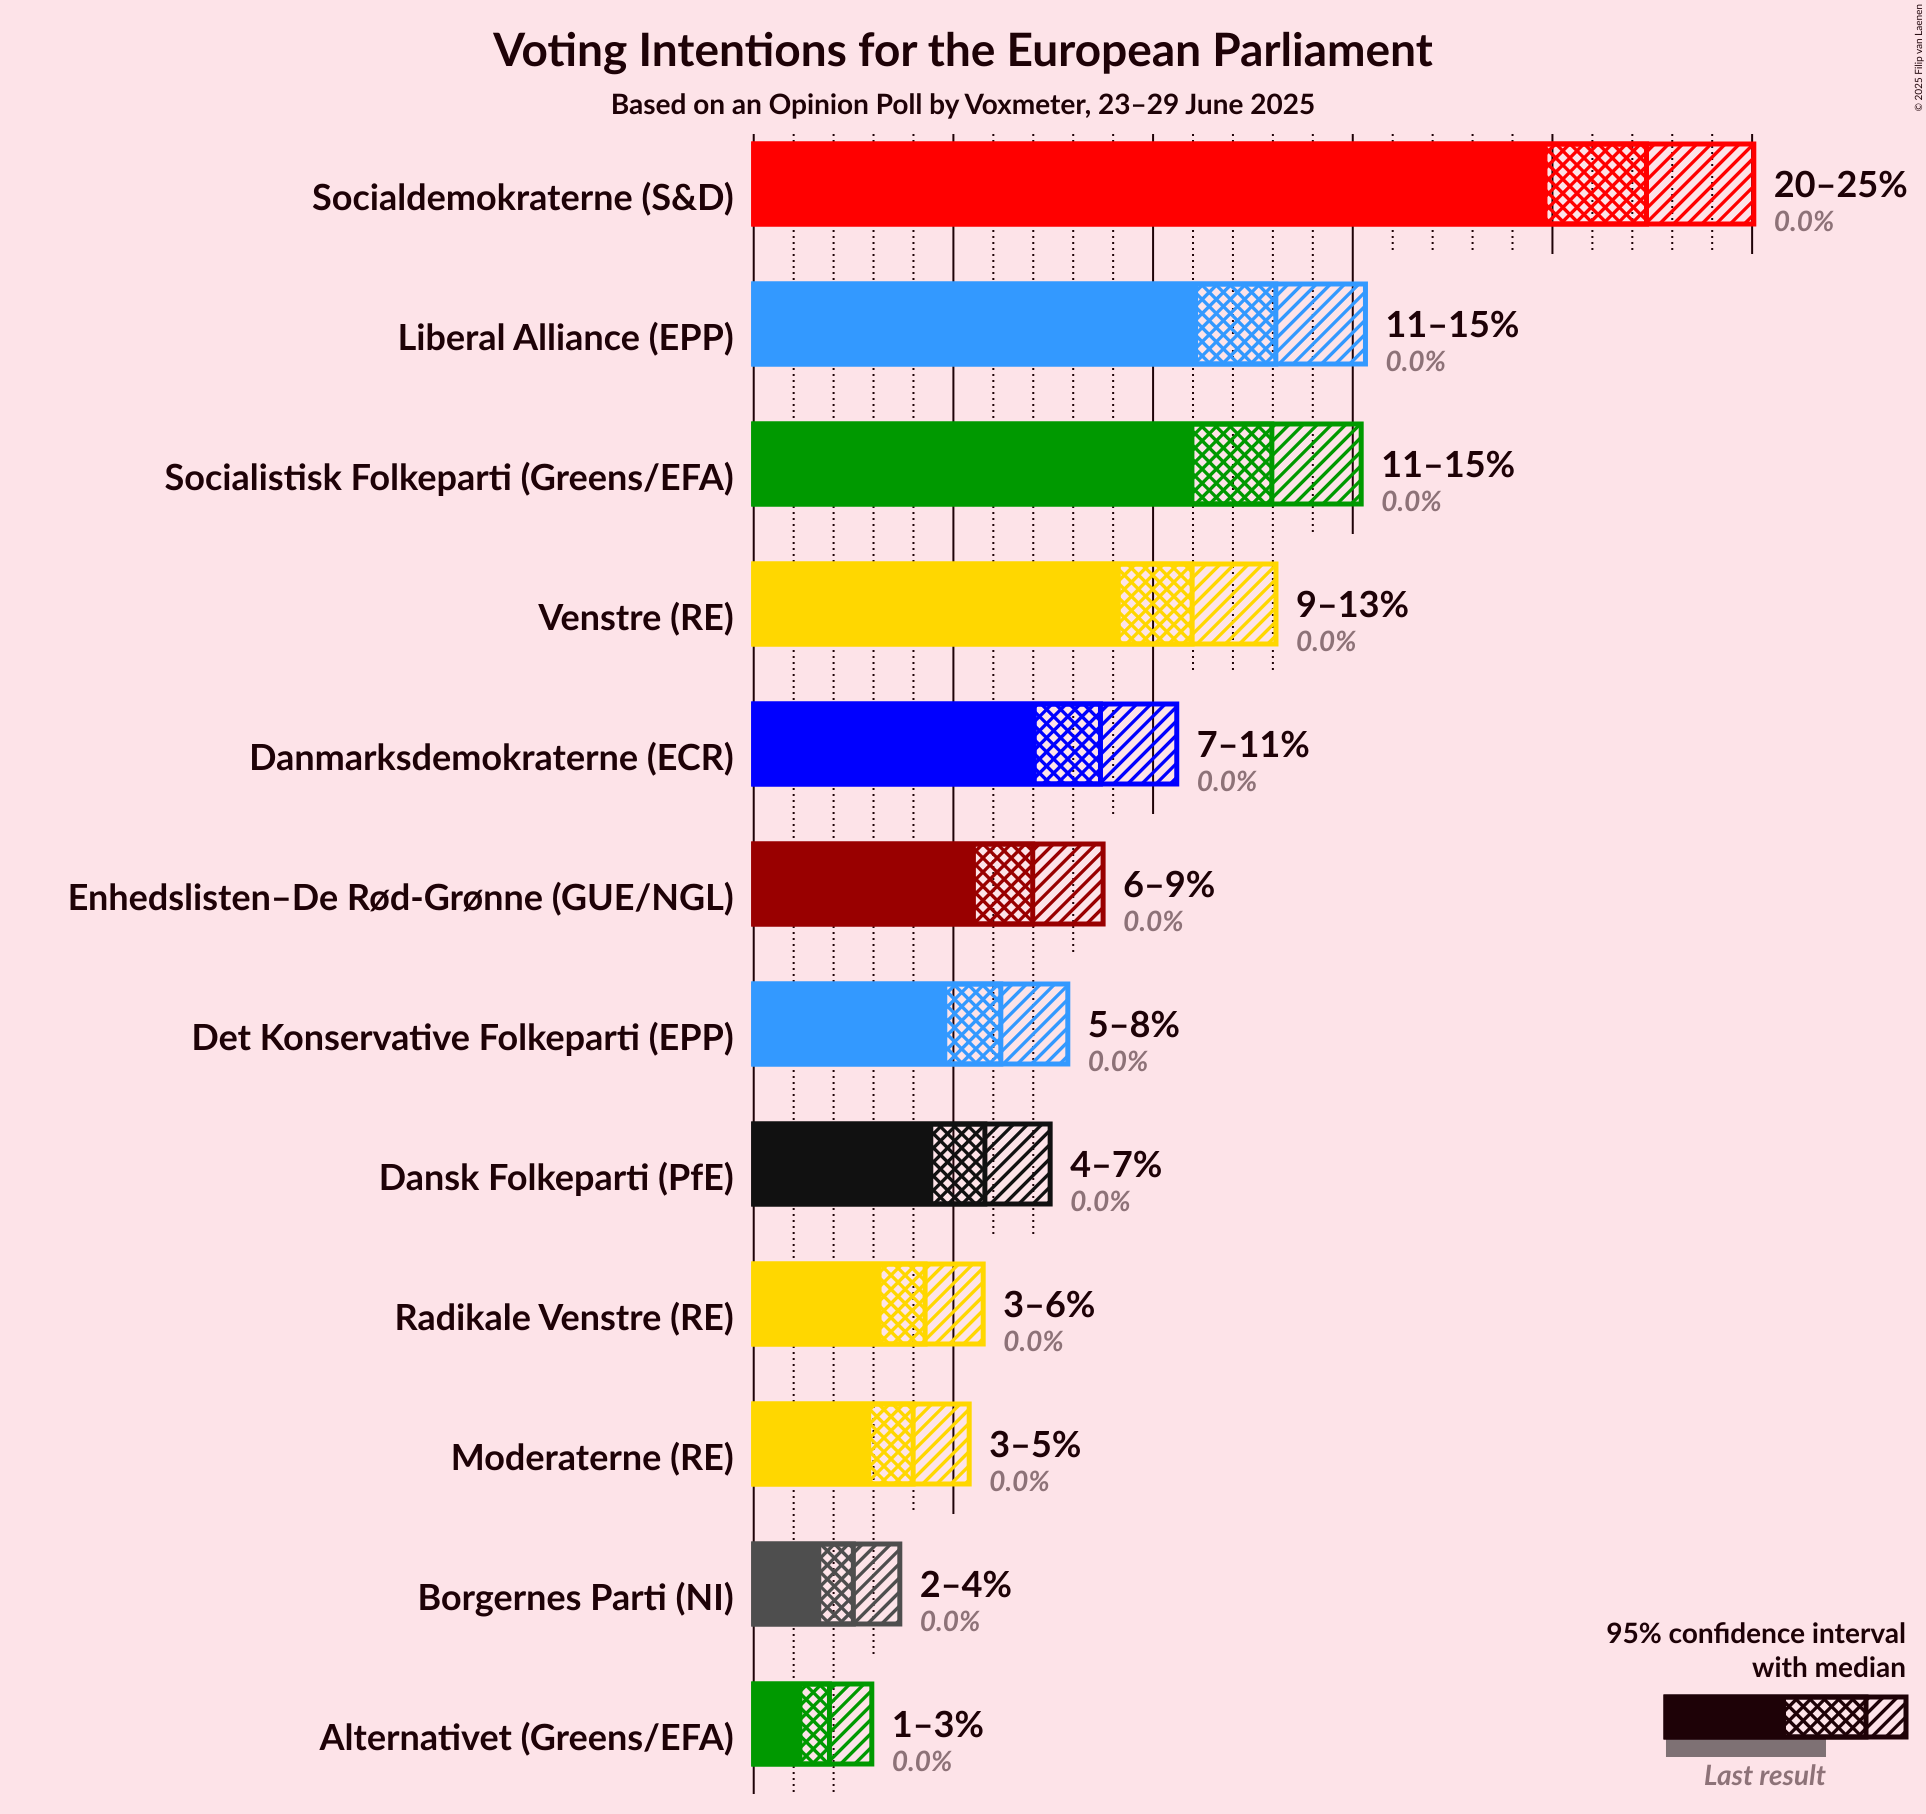 Voting Intentions for the European Parliament
Based on an Opinion Poll by Voxmeter, 23–29 June 2025
© 2025 Filip van Laenen
Socialdemokraterne (S&D)
20–25%
0.0%
Liberal Alliance (EPP)
11–15%
0.0%
Socialistisk Folkeparti (Greens/EFA)
11–15%
0.0%
Venstre (RE)
9–13%
0.0%
Danmarksdemokraterne (ECR)
7–11%
0.0%
Enhedslisten–De Rød-Grønne (GUE/NGL)
6–9%
0.0%
Det Konservative Folkeparti (EPP)
5–8%
0.0%
Dansk Folkeparti (PfE)
4–7%
0.0%
Radikale Venstre (RE)
3–6%
0.0%
Moderaterne (RE)
3–5%
0.0%
Borgernes Parti (NI)
2–4%
0.0%
Alternativet (Greens/EFA)
1–3%
0.0%
95% confidence interval
with median
Last result